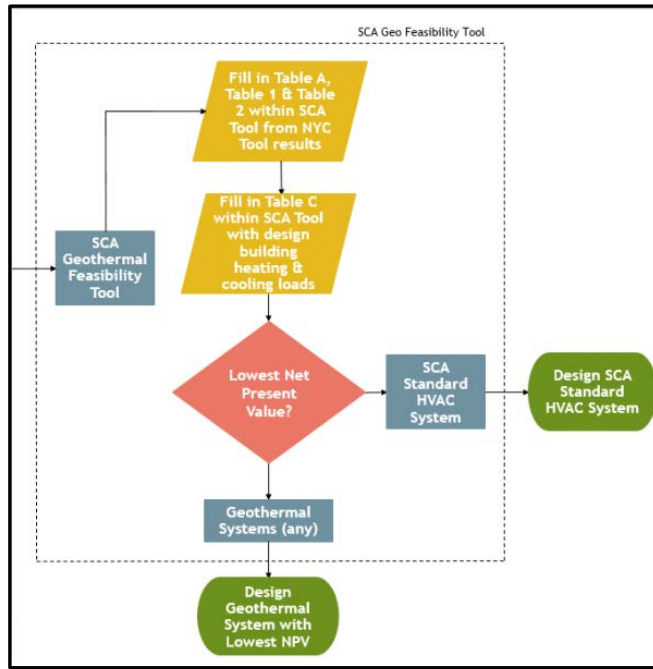 SCA Geo Feasibility Tool
Fill in Table A,
Table 1 & Table
2 within SCA
Tool from NYC
Tool results
Fill in Table C
within SCA Tool
with design
building
heating &
cooling loads
SCA
Geothermal
Feasibility
Tool
Lowest Net
Present
Value?
SCA
Standard
HVAC
System
Design SCA
Standard
HVAC System
Geothermal
Systems (any)
Design
Geothermal
System with
Lowest NPV